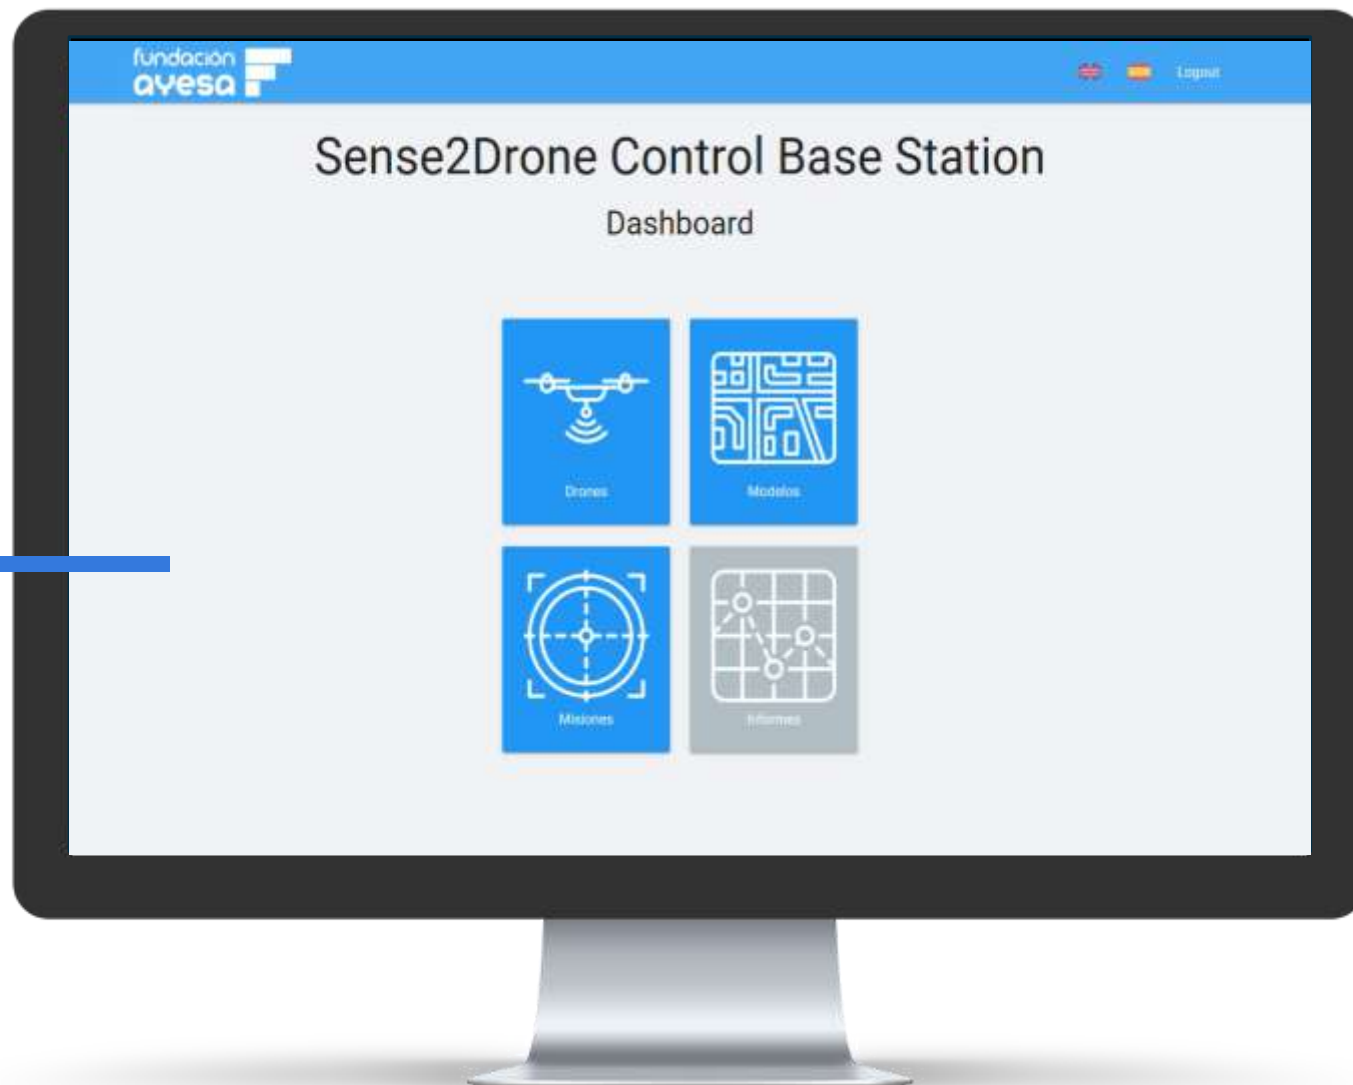 fundación
ayesa
Logout
Sense2Drone Control Base Station
Dashboard
Drones
Modelos
Misiones
Informes